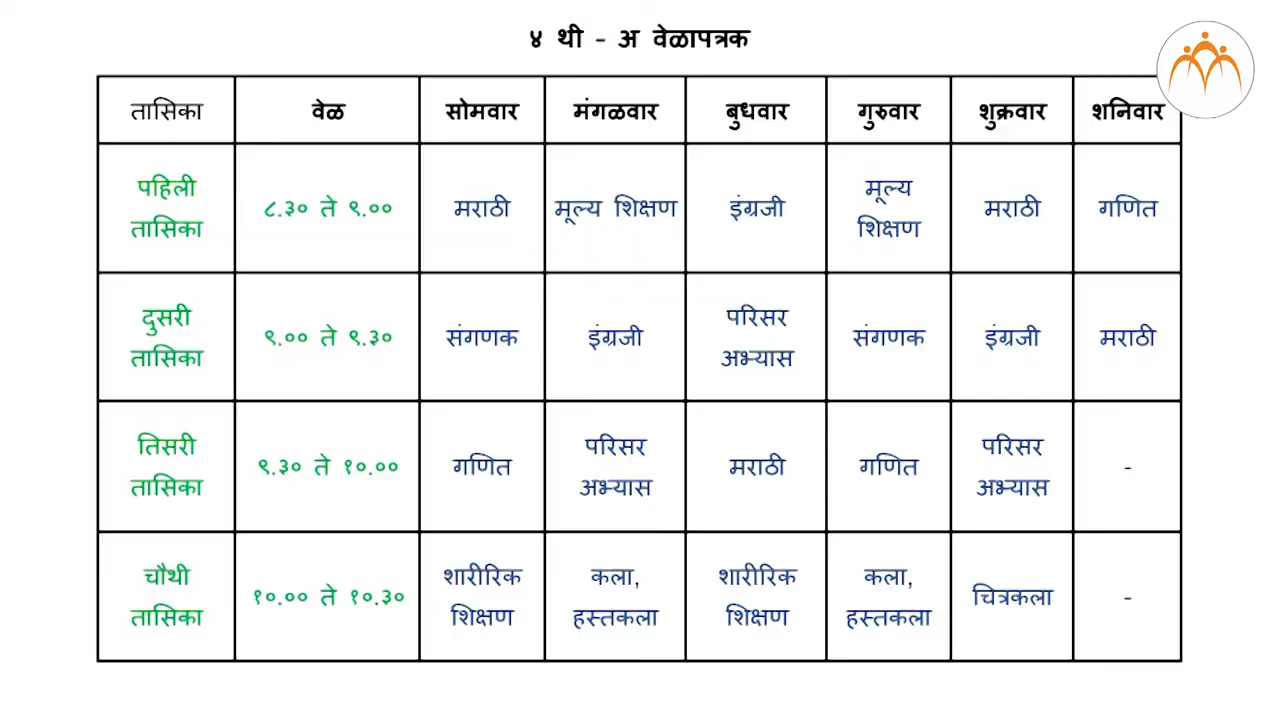 ४ थी - अ वेळापत्रक
तासिका वेळ सोमवार मंगळवार बुधवार गुरुवार शुक्रवार शनिवार
पहिली तासिका ८.३० ते ९.०० मराठी मूल्य शिक्षण इंग्रजी मूल्य शिक्षण मराठी गणित
दुसरी तासिका ९.०० ते ९.३० संगणक इंग्रजी परिसर अभ्यास संगणक इंग्रजी मराठी
तिसरी तासिका ९.३० ते १०.०० गणित परिसर अभ्यास मराठी गणित परिसर अभ्यास -
चौथी तासिका १०.०० ते १०.३० शारीरिक शिक्षण कला, हस्तकला शारीरिक शिक्षण कला, हस्तकला चित्रकला -